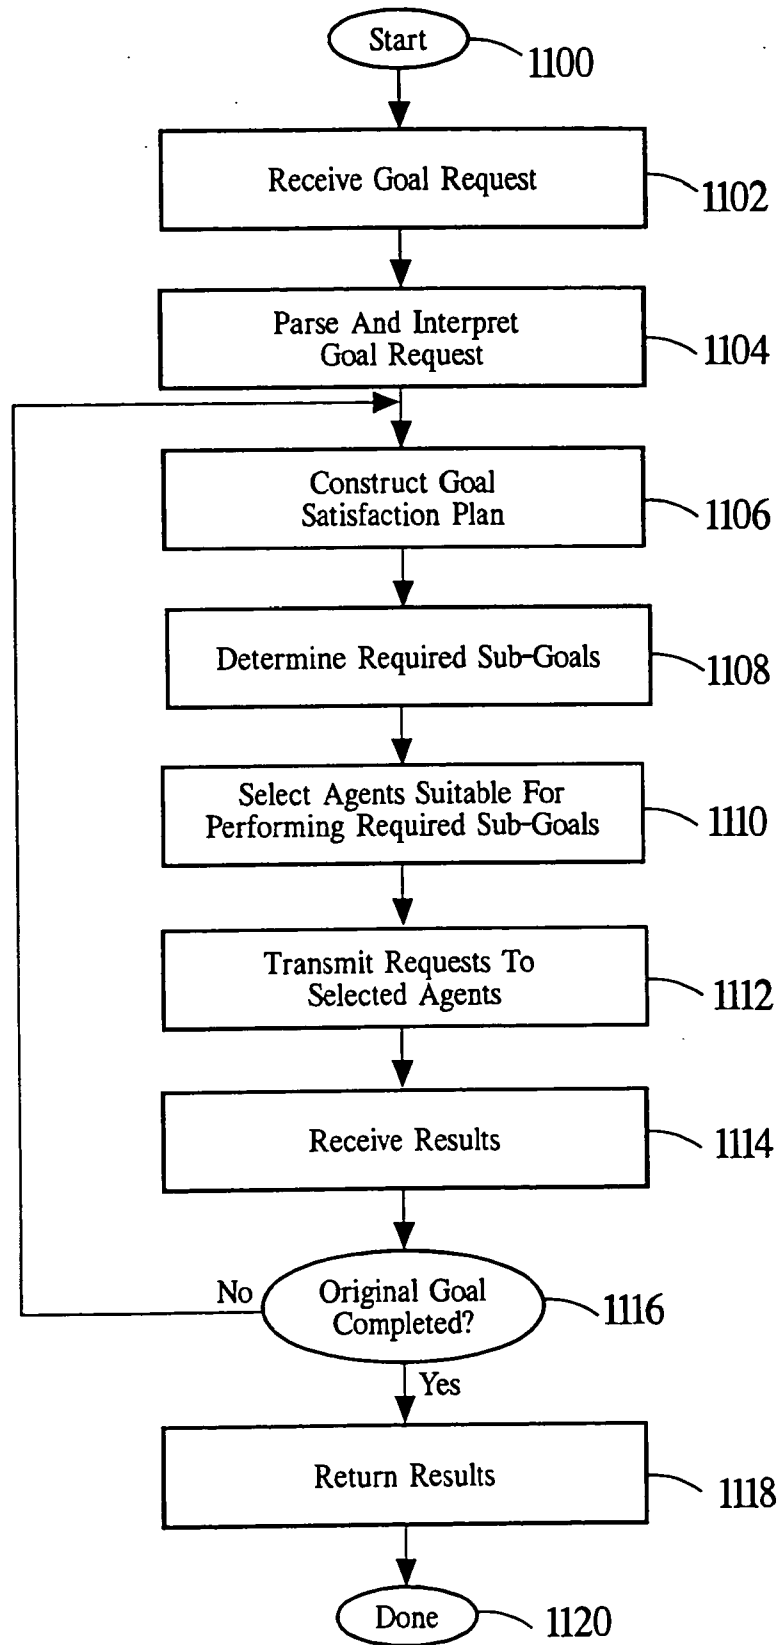 Start
1100
Receive Goal Request
1102
Parse And Interpret
Goal Request
1104
Construct Goal
Satisfaction Plan
1106
Determine Required Sub-Goals
1108
Select Agents Suitable For
Performing Required Sub-Goals
1110
Transmit Requests To
Selected Agents
1112
Receive Results
1114
No
Original Goal
Completed?
1116
Yes
Return Results
1118
Done
1120